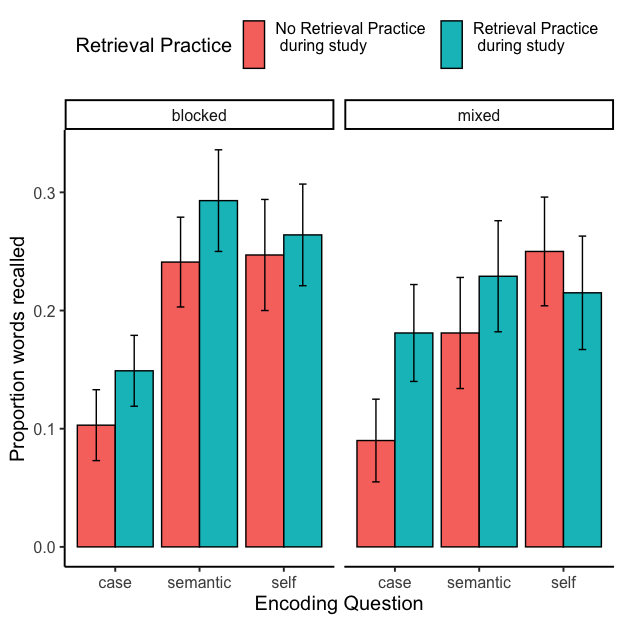 Retrieval Practice
No Retrieval Practice
during study
Retrieval Practice
during study
blocked
mixed
Proportion words recalled
0.3
0.2
0.1
0.0
case
semantic
self
case
semantic
self
Encoding Question